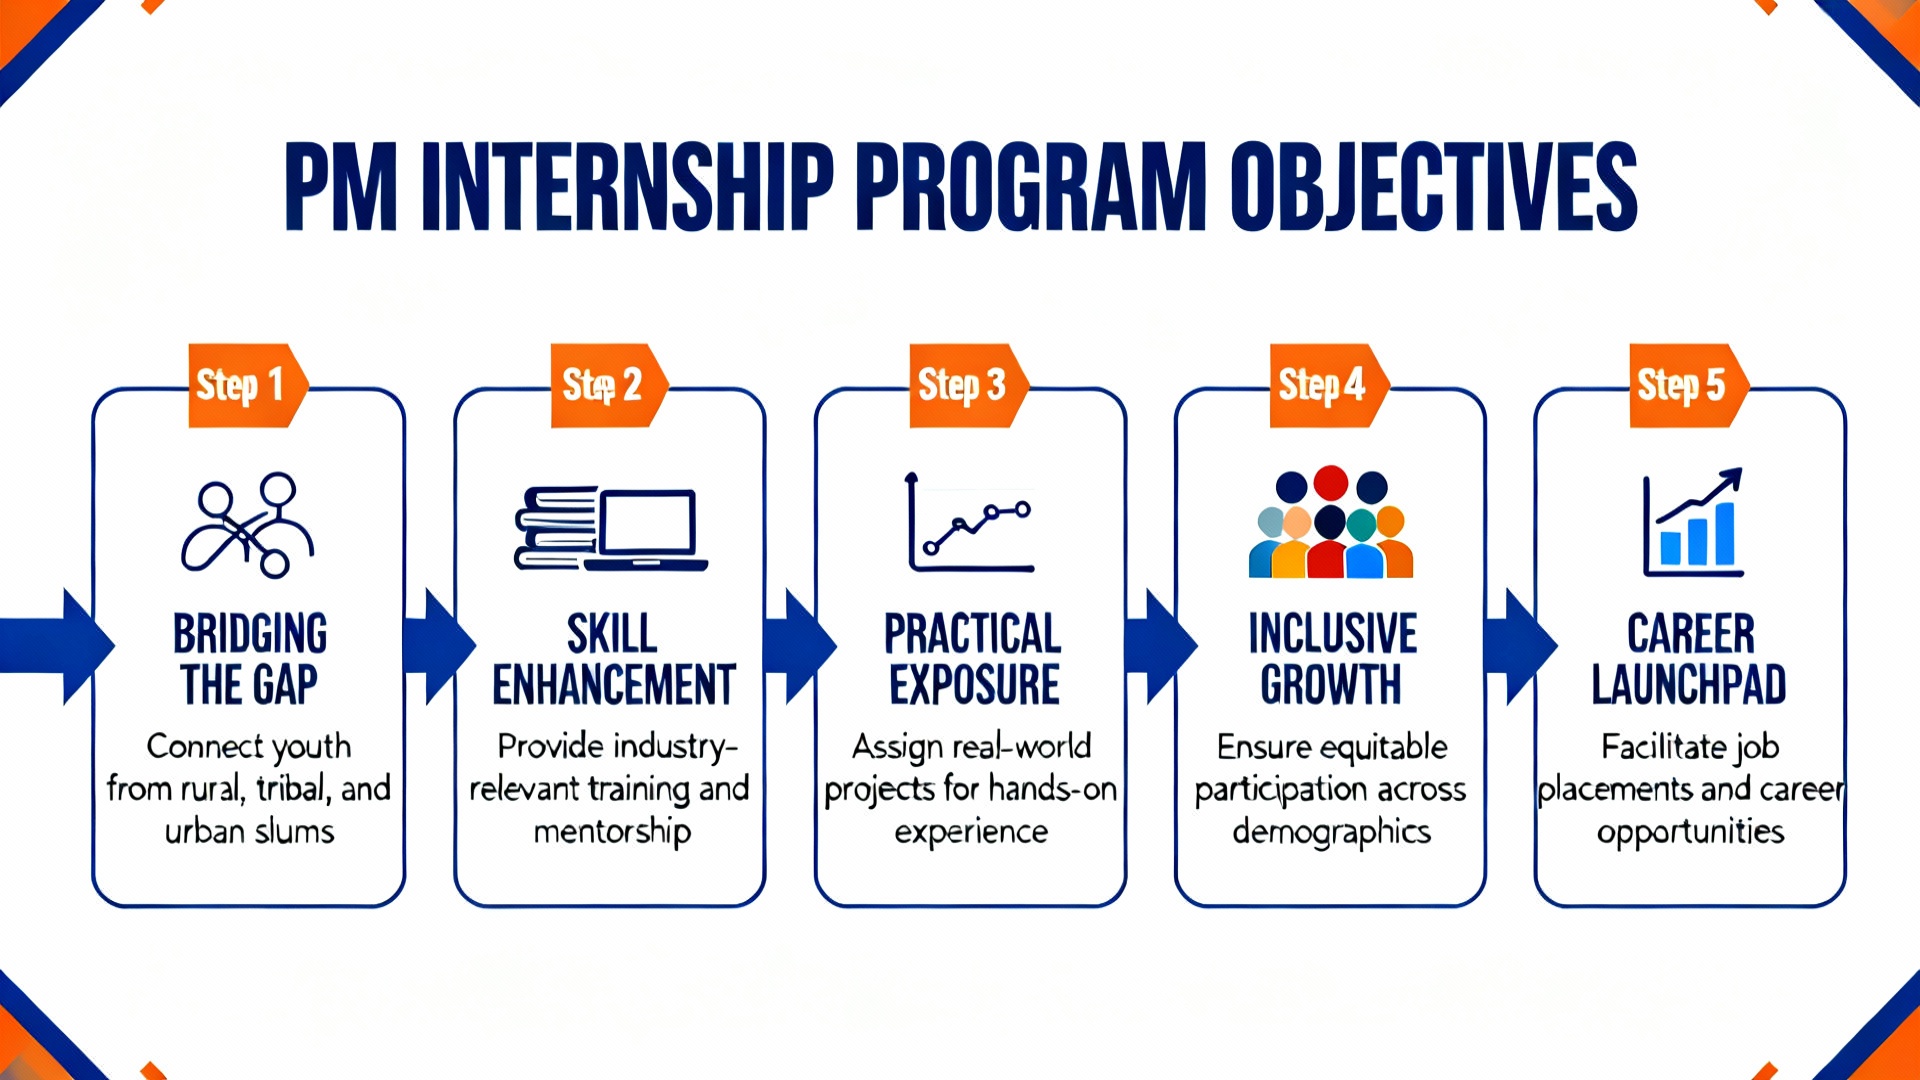 PM INTERNSHIP PROGRAM OBJECTIVES
Step 1
BRIDGING
THE GAP
Connect youth
from rural, tribal, and
urban slums
Step 2
SKILL
ENHANCEMENT
Provide industry-
relevant training and
mentorship
Step 3
PRACTICAL
EXPOSURE
Assign real-world
projects for hands-on
experience
Step 4
INCLUSIVE
GROWTH
Ensure equitable
participation across
demographics
Step 5
CAREER
LAUNCHPAD
Facilitate job
placements and career
opportunities